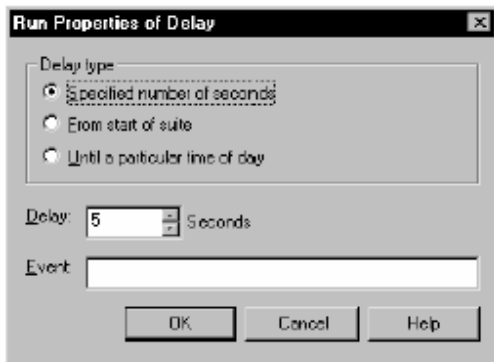 Run Properties of Delay
Delay type
Specified number of seconds
From start of suite
Until a particular time of day
Delay: 5 Seconds
Event:
OK Cancel Help